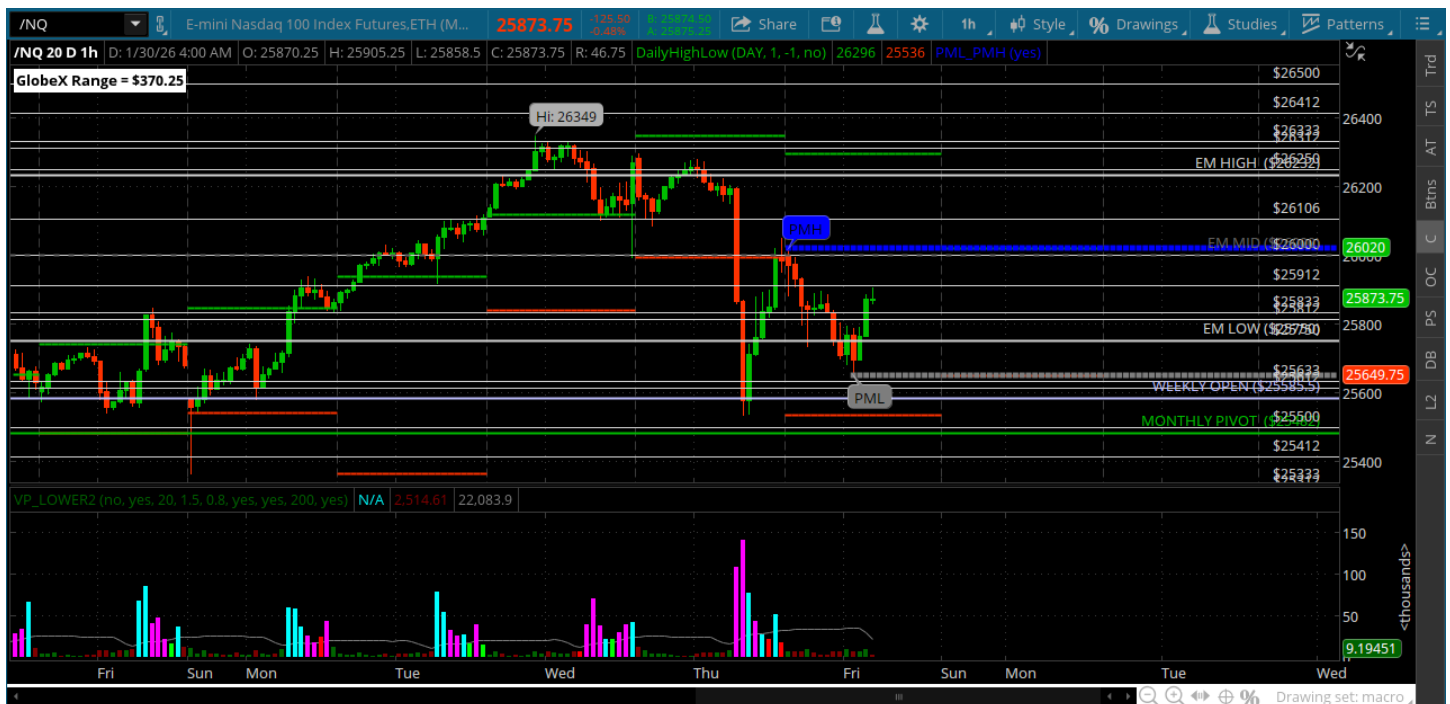 /NQ E-mini Nasdaq 100 Index Futures,ETH (M... 25873.75 -125.50 -0.48% B: 25874.50 A: 25875.25 Share 1h Style Drawings Studies Patterns
/NQ 20 D 1h D: 1/30/26 4:00 AM O: 25870.25 H: 25905.25 L: 25858.5 C: 25873.75 R: 46.75 DailyHighLow (DAY, 1, -1, no) 26296 25536 PML_PMH (yes)
GlobeX Range = $370.25
$26500
$26412
Hi: 26349
26400
$26333
EM HIGH
26200
$26106
PMH
EM MID
$26000
26020
$25912
25873.75
$25833
25800
EM LOW
$25633
25649.75
WEEKLY OPEN ($25585.5)
PML
25600
$25500
MONTHLY PIVOT
$25412
25400
$25333
VP_LOWER2 (no, yes, 20, 1.5, 0.8, yes, yes, 200, yes) N/A 2,514.61 22,083.9
150
100
50
<thousands>
9.19451
Fri Sun Mon Tue Wed Thu Fri Sun Mon Tue Wed
Drawing set: macro
Trd
TS
AT
Btns
C
OC
PS
DB
L2
N